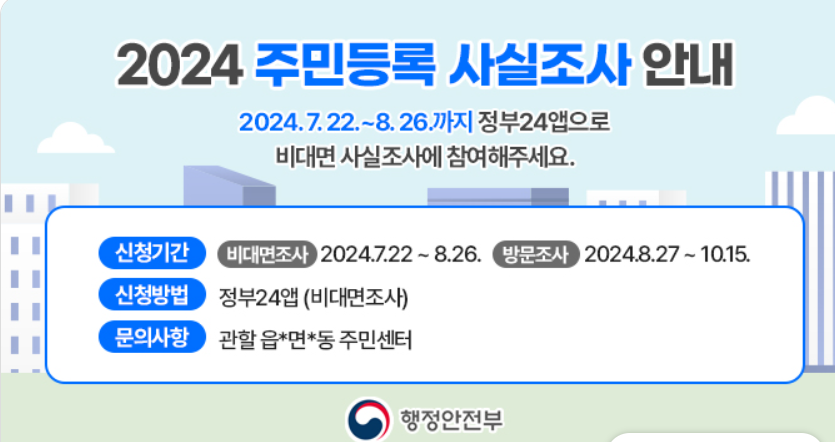 2024 주민등록 사실조사 안내
2024. 7. 22.~8. 26.까지 정부24앱으로
비대면 사실조사에 참여해주세요.
신청기간 비대면조사 2024.7.22 ~ 8.26. 방문조사 2024.8.27 ~ 10.15.
신청방법 정부24앱 (비대면조사)
문의사항 관할 읍*면*동 주민센터
행정안전부